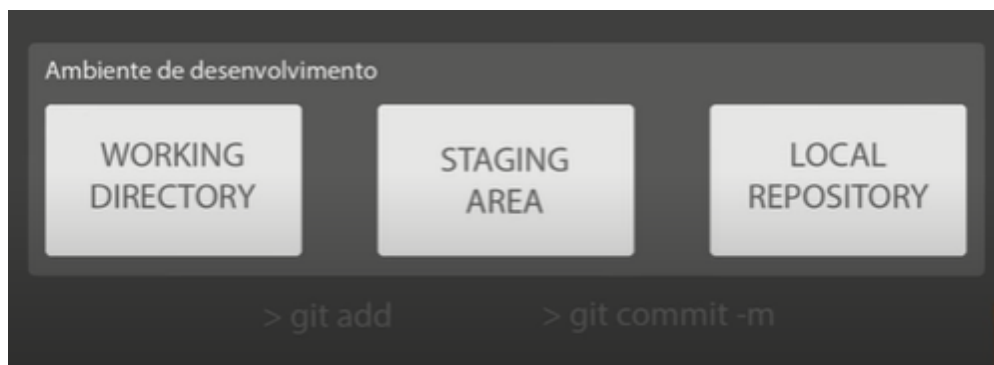 Ambiente de desenvolvimento
WORKING
DIRECTORY
STAGING
AREA
LOCAL
REPOSITORY
> git add
> git commit -m